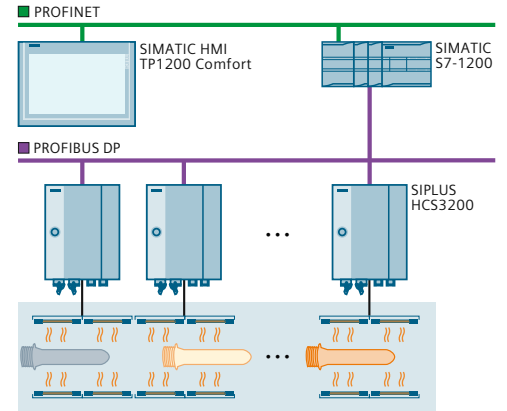 PROFINET
SIMATIC HMI
TP1200 Comfort
SIMATIC
S7-1200
PROFIBUS DP
SIPLUS
HCS3200